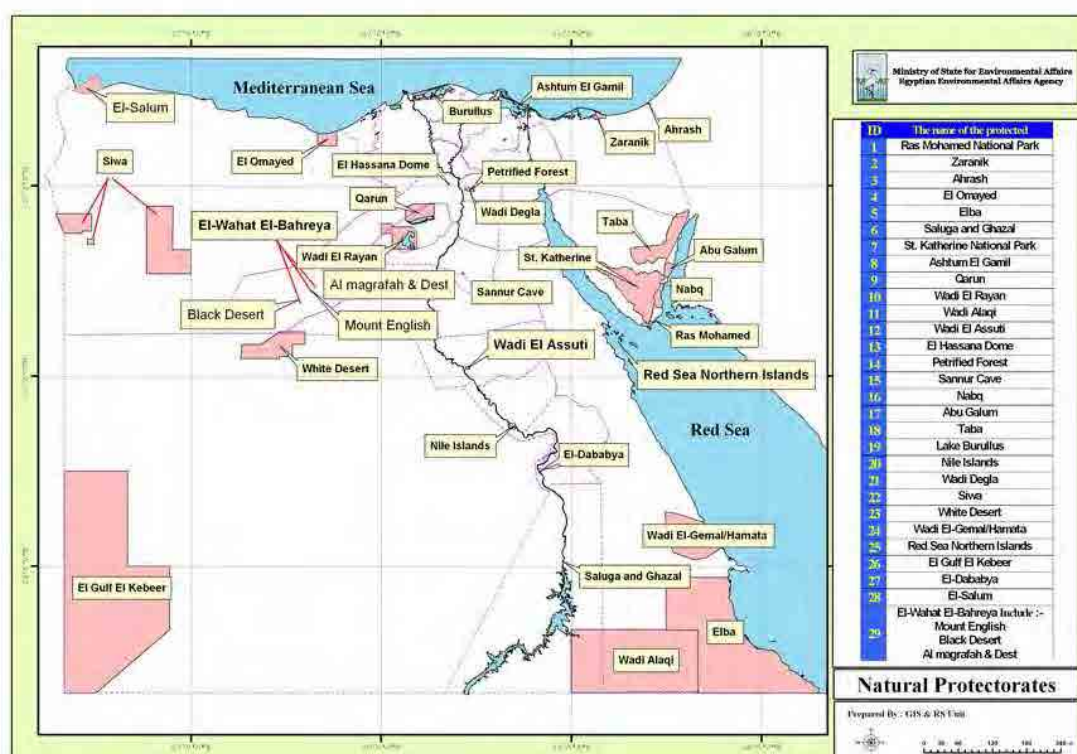 Mediterranean Sea
Ashtum El Gamil
El-Salum
Burullus
Ahrash
Zaranik
El Omayed
El Hassana Dome
Siwa
Petrified Forest
Qarun
Wadi Degla
El-Wahat El-Bahreya
Taba
Abu Galum
Wadi El Rayan
St. Katherine
Al magrafah & Dest
Sannur Cave
Nabq
Black Desert
Mount English
Ras Mohamed
Wadi El Assuti
White Desert
Red Sea Northern Islands
Red Sea
Nile Islands
El-Dababya
Wadi El-Gemal/Hamata
Saluga and Ghazal
El Gulf El Kebeer
Elba
Wadi Alaqi
Ministry of State for Environmental Affairs
Egyptian Environmental Affairs Agency
ID The name of the protected
1 Ras Mohamed National Park
2 Zaranik
3 Ahrash
4 El Omayed
5 Elba
6 Saluga and Ghazal
7 St. Katherine National Park
8 Ashtum El Gamil
9 Qarun
10 Wadi El Rayan
11 Wadi Alaqi
12 Wadi El Assuti
13 El Hassana Dome
14 Petrified Forest
15 Sannur Cave
16 Nabq
17 Abu Galum
18 Taba
19 Lake Burullus
20 Nile Islands
21 Wadi Degla
22 Siwa
23 White Desert
24 Wadi El-Gemal/Hamata
25 Red Sea Northern Islands
26 El Gulf El Kebeer
27 El-Dababya
28 El-Salum
29 El-Wahat El-Bahreya Include :-
Mount English
Black Desert
Al magrafah & Dest
Natural Protectorates
Prepared By : GIS & RS Unit